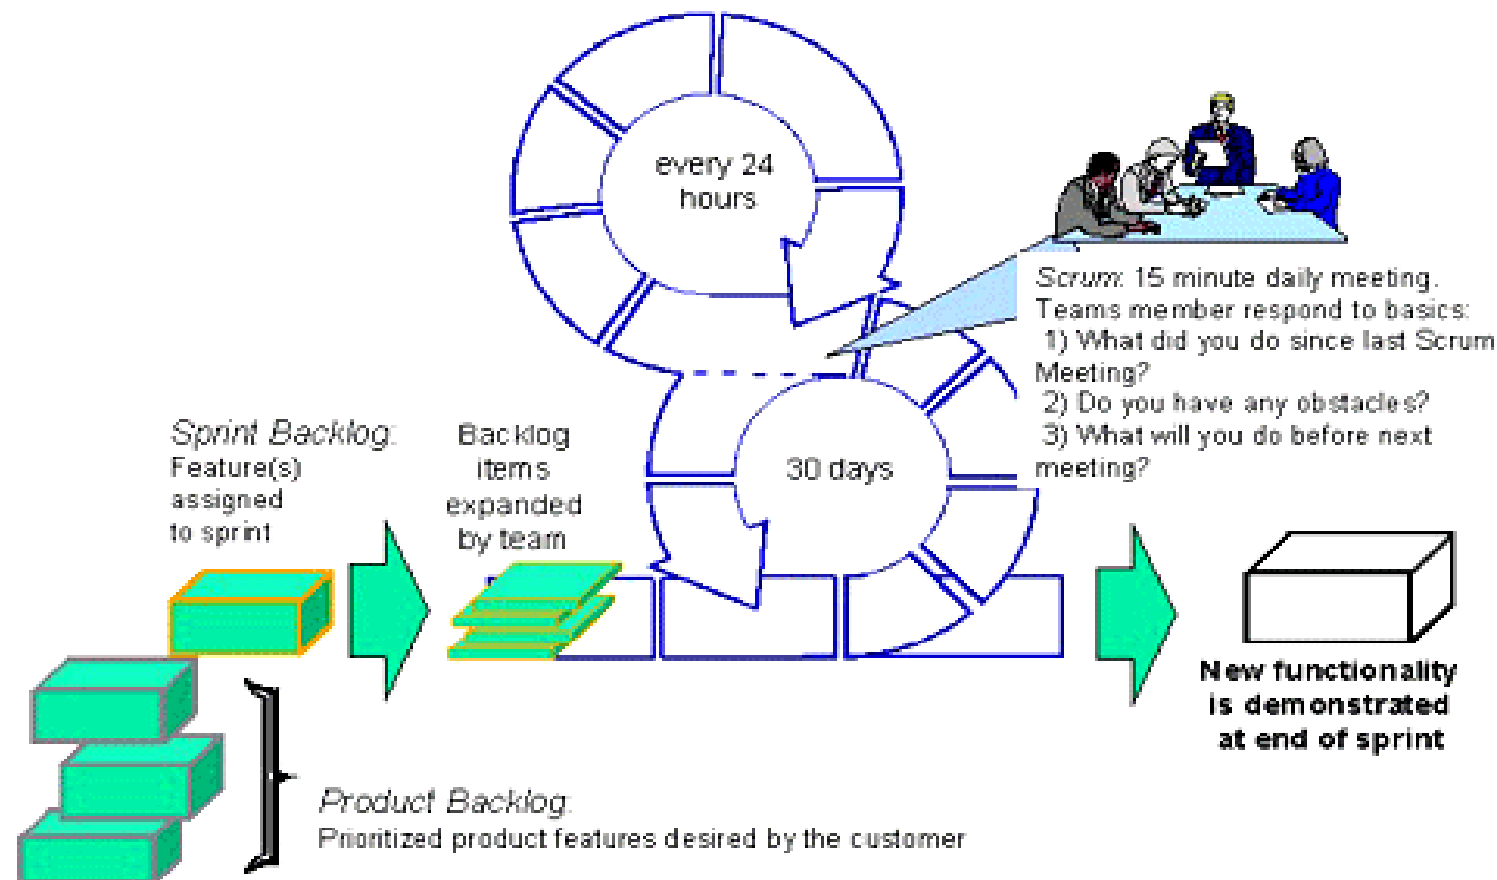 every 24
hours
Scrum: 15 minute daily meeting.
Teams member respond to basics:
1) What did you do since last Scrum
Meeting?
2) Do you have any obstacles?
3) What will you do before next
meeting?
30 days
Sprint Backlog:
Feature(s)
assigned
to sprint
Backlog
items
expanded
by team
New functionality
is demonstrated
at end of sprint
Product Backlog:
Prioritized product features desired by the customer